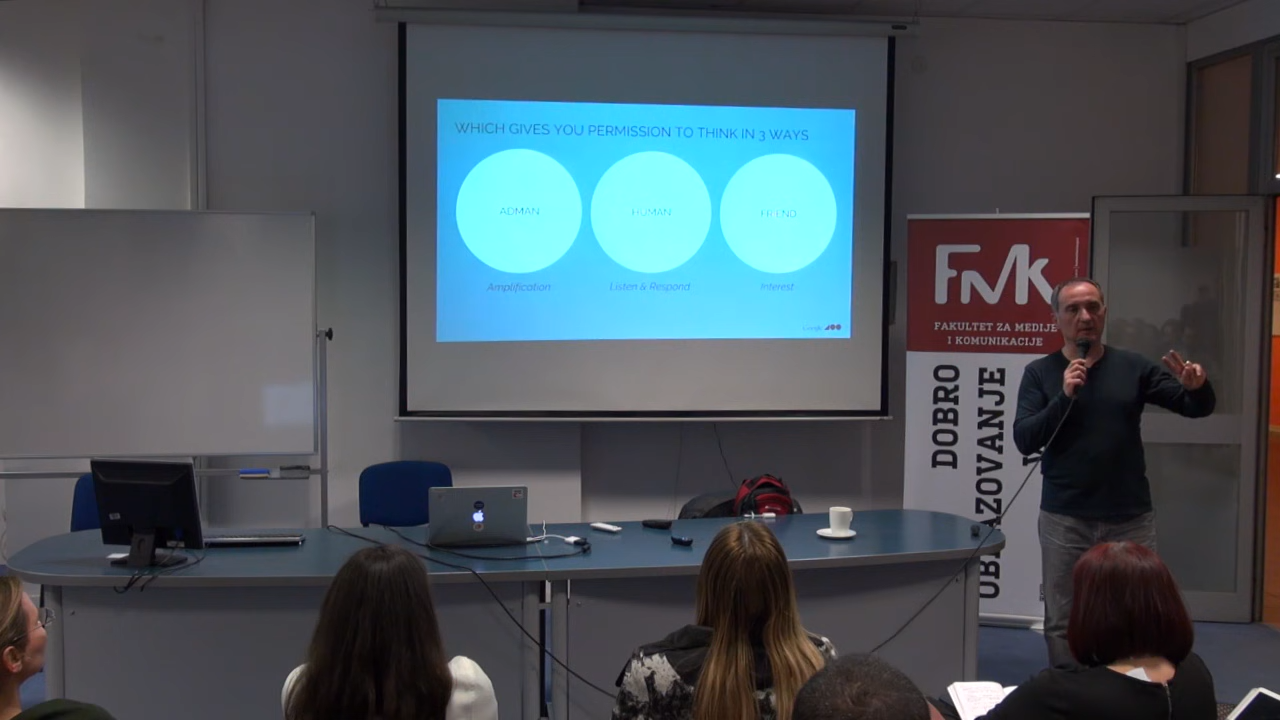 WHICH GIVES YOU PERMISSION TO THINK IN 3 WAYS
ADMAN
HUMAN
FRIEND
Amplification
Listen & Respond
Interest
FMK
FAKULTET ZA MEDIJE
I KOMUNIKACIJE
DOBRO